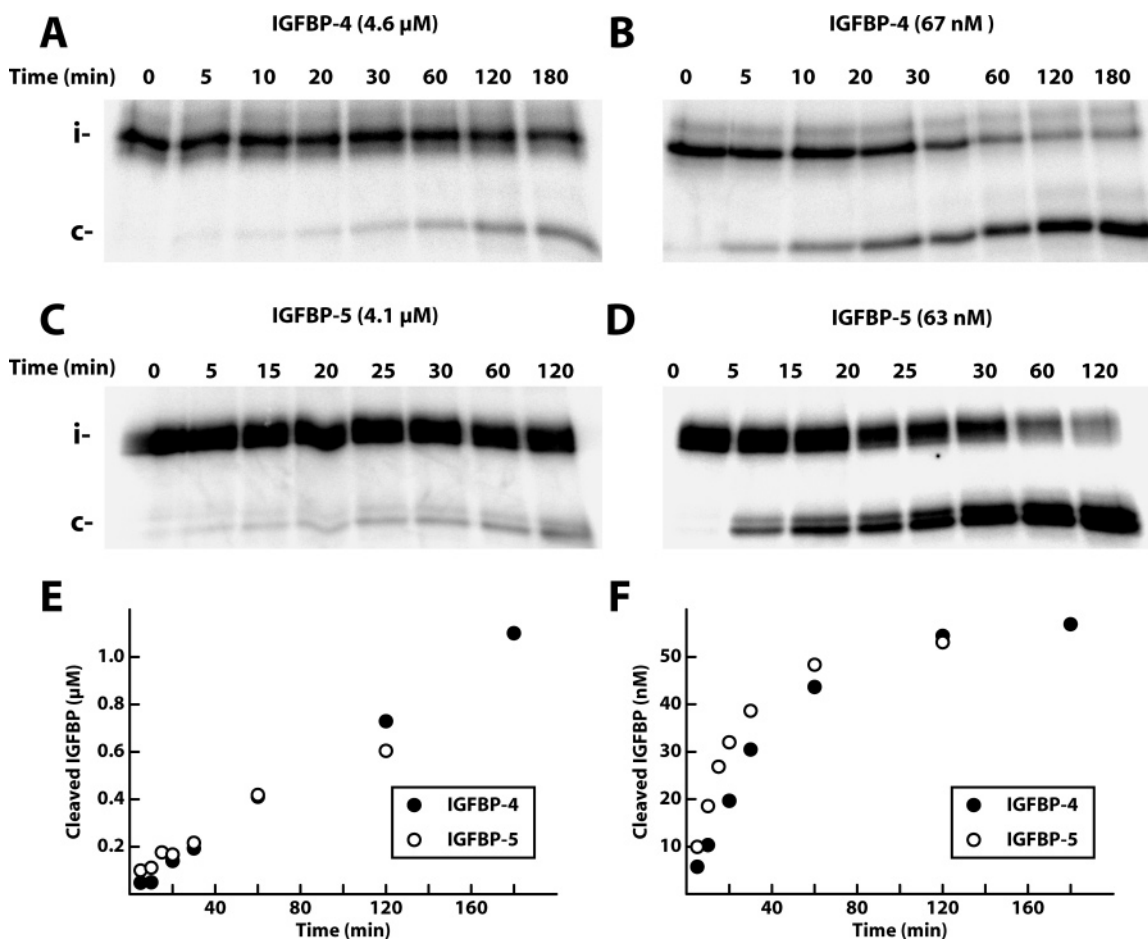 A
IGFBP-4 (4.6 µM)
Time (min) 0 5 10 20 30 60 120 180
i-
c-
B
IGFBP-4 (67 nM )
0 5 10 20 30 60 120 180
C
IGFBP-5 (4.1 µM)
Time (min) 0 5 15 20 25 30 60 120
i-
c-
D
IGFBP-5 (63 nM)
0 5 15 20 25 30 60 120
E
Cleaved IGFBP (µM)
1.0
0.8
0.6
0.4
0.2
IGFBP-4
IGFBP-5
40 80 120 160
Time (min)
F
Cleaved IGFBP (nM)
50
40
30
20
10
IGFBP-4
IGFBP-5
40 80 120 160
Time (min)